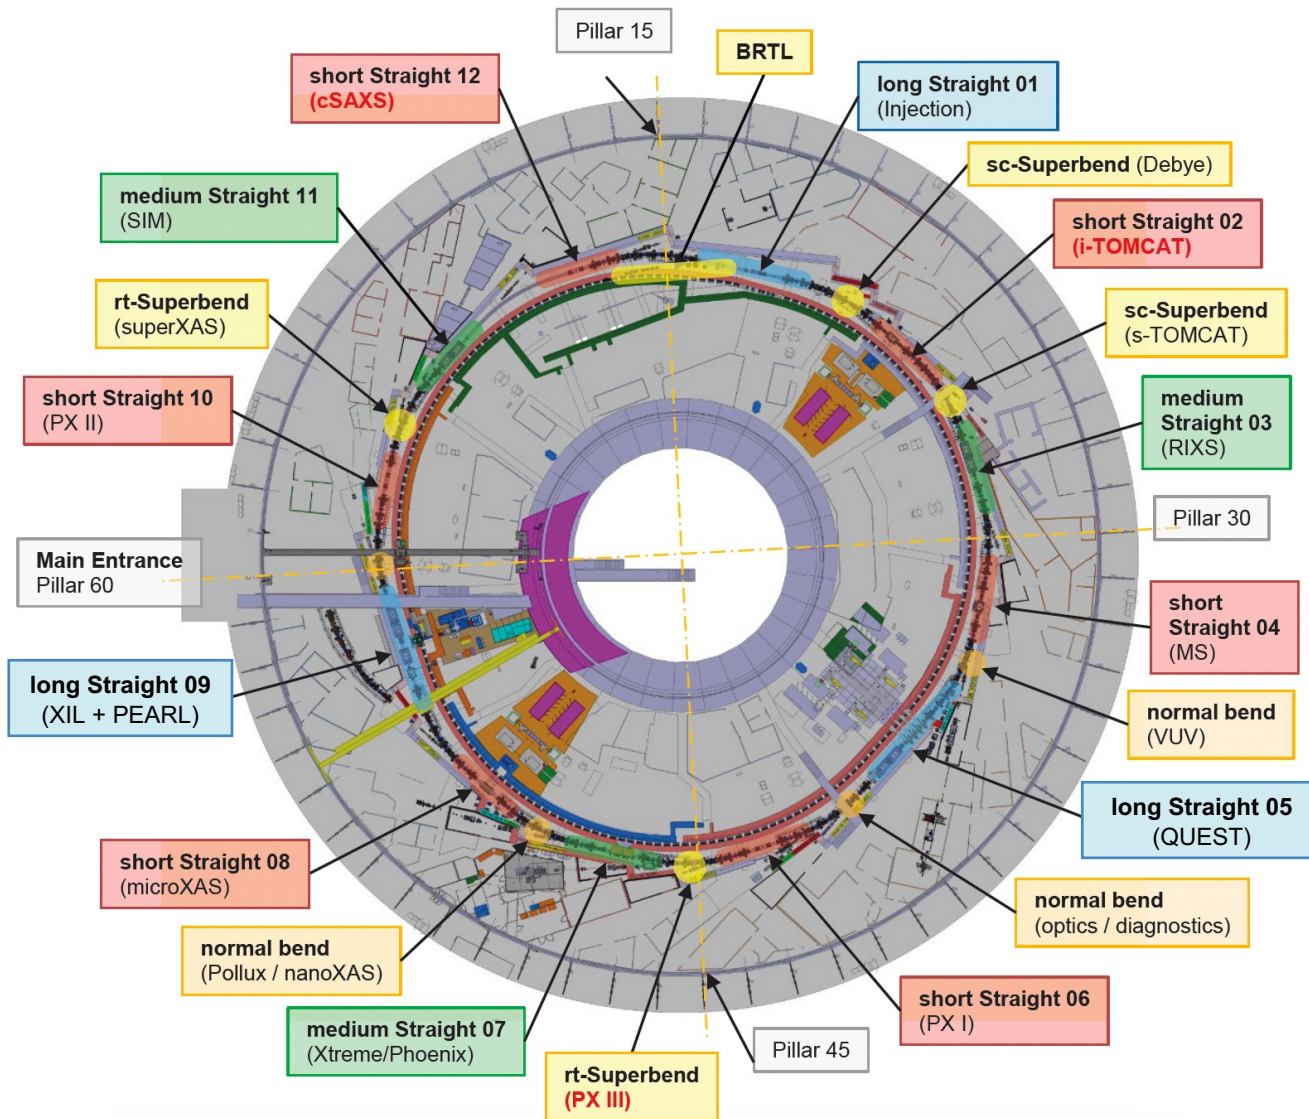 Pillar 15
BRTL
short Straight 12
(cSAXS)
long Straight 01
(Injection)
sc-Superbend (Debye)
medium Straight 11
(SIM)
short Straight 02
(i-TOMCAT)
rt-Superbend
(superXAS)
sc-Superbend
(s-TOMCAT)
short Straight 10
(PX II)
medium
Straight 03
(RIXS)
Pillar 30
Main Entrance
Pillar 60
short
Straight 04
(MS)
long Straight 09
(XIL + PEARL)
normal bend
(VUV)
long Straight 05
(QUEST)
short Straight 08
(microXAS)
normal bend
(optics / diagnostics)
normal bend
(Pollux / nanoXAS)
short Straight 06
(PX I)
medium Straight 07
(Xtreme/Phoenix)
Pillar 45
rt-Superbend
(PX III)